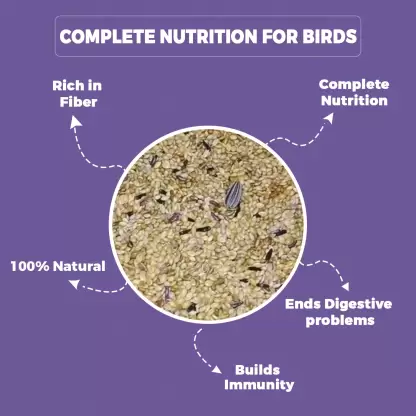 COMPLETE NUTRITION FOR BIRDS
Rich in
Fiber
Complete
Nutrition
100% Natural
Ends Digestive
problems
Builds
Immunity